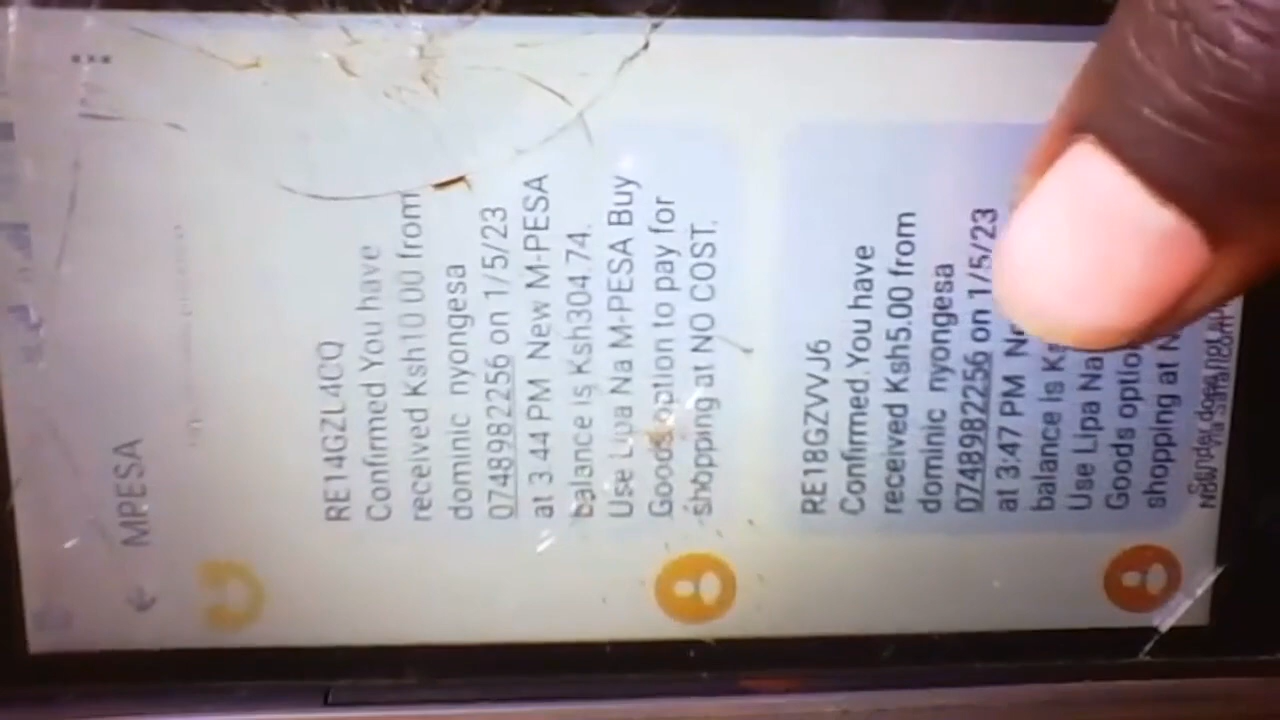 MPESA
RE14GZL4CQ
Confirmed You have
received Ksh10 00 from
dominic nyongesa
0748982256 on 1/5/23
at 3 44 PM New M-PESA
balance is Ksh304.74.
Use Lipa Na M-PESA Buy
Goods option to pay for
shopping at NO COST.
RE18GZVVJ6
Confirmed.You have
received Ksh5.00 from
dominic nyongesa
0748982256 on 1/5/23
at 3:47 PM
balance is
Use Lipa Na
Goods
shopping at